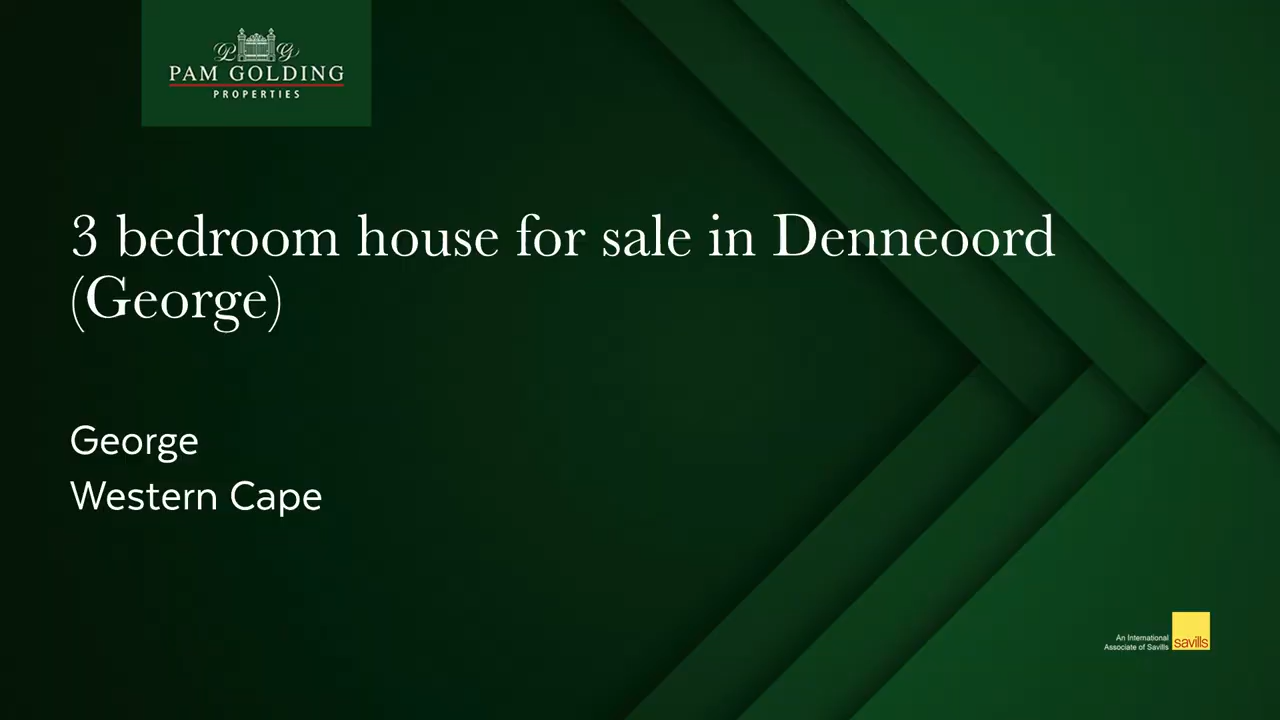 PAM GOLDING
PROPERTIES
3 bedroom house for sale in Denneoord
(George)
George
Western Cape
An International
Associate of Savills
savills